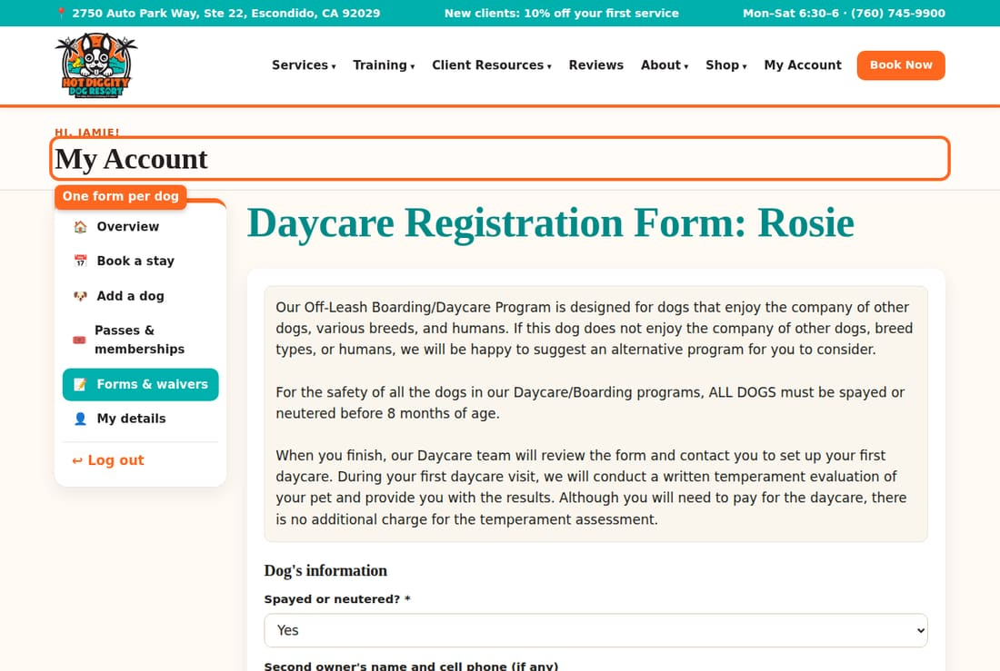 📍 2750 Auto Park Way, Ste 22, Escondido, CA 92029
New clients: 10% off your first service
Mon–Sat 6:30–6 · (760) 745-9900
HOT DIGGITY
DOG RESORT
Services ▾
Training ▾
Client Resources ▾
Reviews
About ▾
Shop ▾
My Account
Book Now
HI, JAMIE!
My Account
One form per dog
🏠 Overview
📅 Book a stay
🐶 Add a dog
🎟️ Passes &
memberships
📝 Forms & waivers
👤 My details
↩ Log out
Daycare Registration Form: Rosie
Our Off-Leash Boarding/Daycare Program is designed for dogs that enjoy the company of other
dogs, various breeds, and humans. If this dog does not enjoy the company of other dogs, breed
types, or humans, we will be happy to suggest an alternative program for you to consider.
For the safety of all the dogs in our Daycare/Boarding programs, ALL DOGS must be spayed or
neutered before 8 months of age.
When you finish, our Daycare team will review the form and contact you to set up your first
daycare. During your first daycare visit, we will conduct a written temperament evaluation of
your pet and provide you with the results. Although you will need to pay for the daycare, there
is no additional charge for the temperament assessment.
Dog's information
Spayed or neutered? *
Yes
Second owner's name and cell phone (if any)